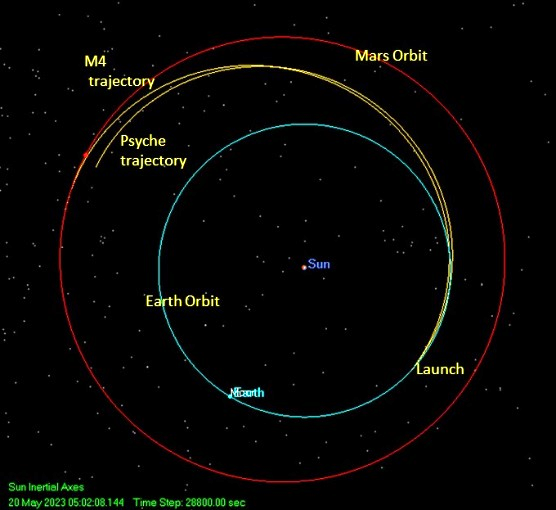 M4
trajectory
Mars Orbit
Psyche
trajectory
Sun
Earth Orbit
Launch
Earth
Sun Inertial Axes
20 May 2023 05:02:08.144 Time Step: 28800.00 sec